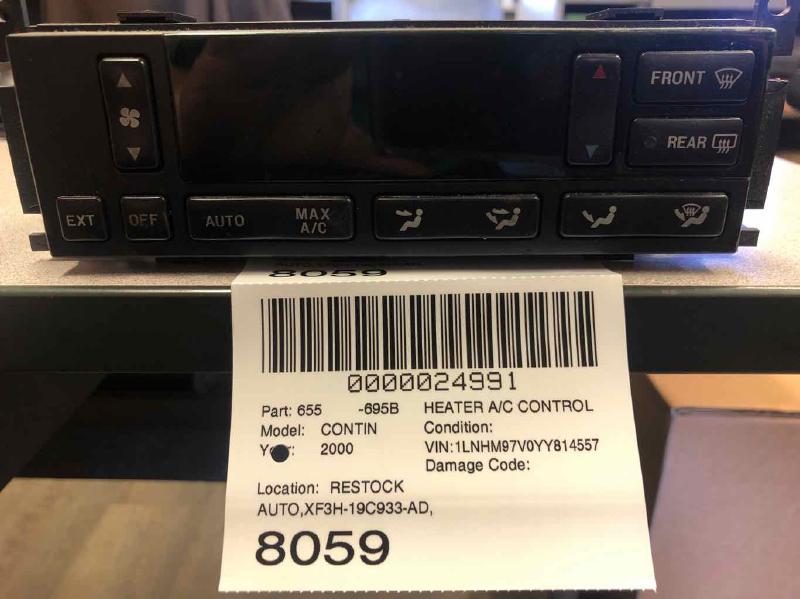 FRONT
REAR
EXT
OFF
AUTO
MAX
A/C
8059
0000024991
Part: 655 -695B HEATER A/C CONTROL
Model: CONTIN Condition:
2000 VIN:1LNHM97V0YY814557
Damage Code:
Location: RESTOCK
AUTO,XF3H-19C933-AD,
8059